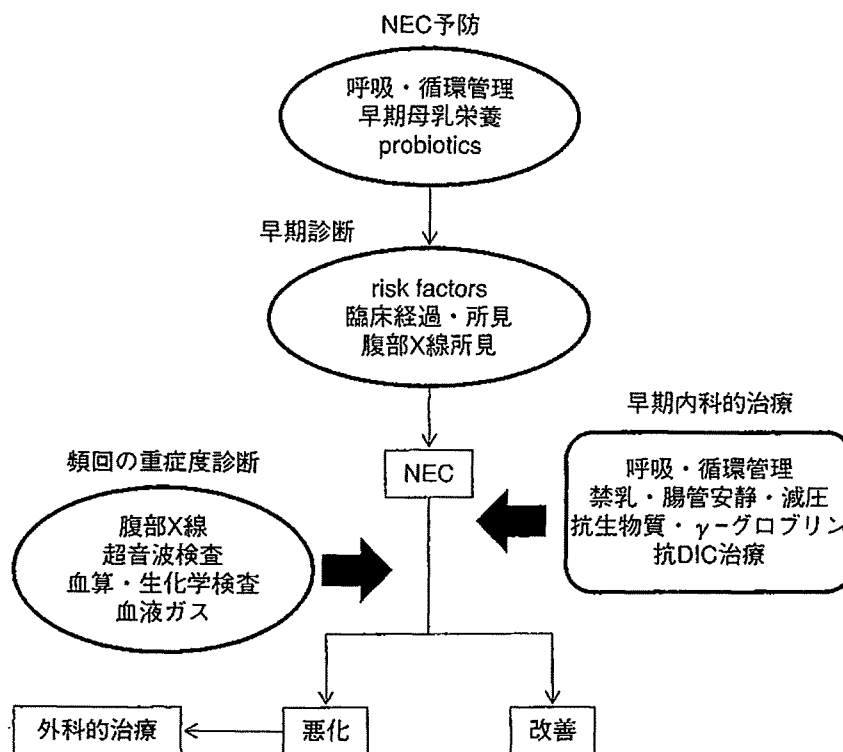 NEC予防
呼吸・循環管理
早期母乳栄養
probiotics
早期診断
risk factors
臨床経過・所見
腹部X線所見
早期内科的治療
頻回の重症度診断
NEC
呼吸・循環管理
禁乳・腸管安静・減圧
抗生物質・γ-グロブリン
抗DIC治療
腹部X線
超音波検査
血算・生化学検査
血液ガス
外科的治療
悪化
改善